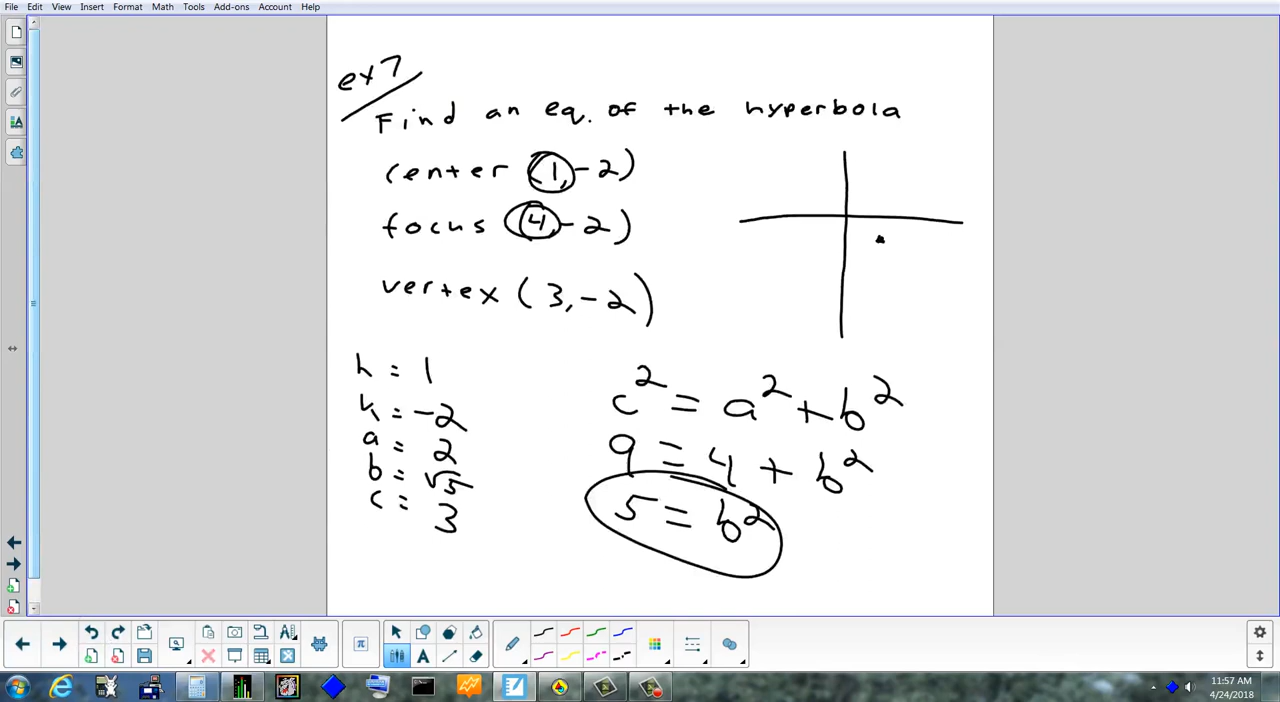 File Edit View Insert Format Math Tools Add-ons Account Help
ex7
Find an eq. of the hyperbola
center (1,-2)
focus (4,-2)
vertex (3,-2)
h = 1
k = -2
a = 2
b = √5
c = 3
c² = a² + b²
9 = 4 + b²
5 = b²
11:57 AM
4/24/2018